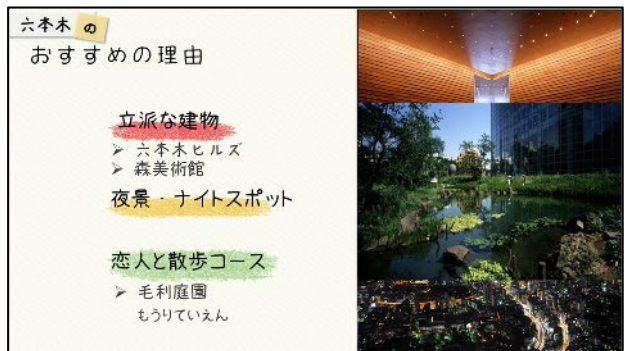 六本木 の
おすすめの理由
立派な建物
➢ 六本木ヒルズ
➢ 森美術館
夜景・ナイトスポット
恋人と散歩コース
➢ 毛利庭園
もうりていえん